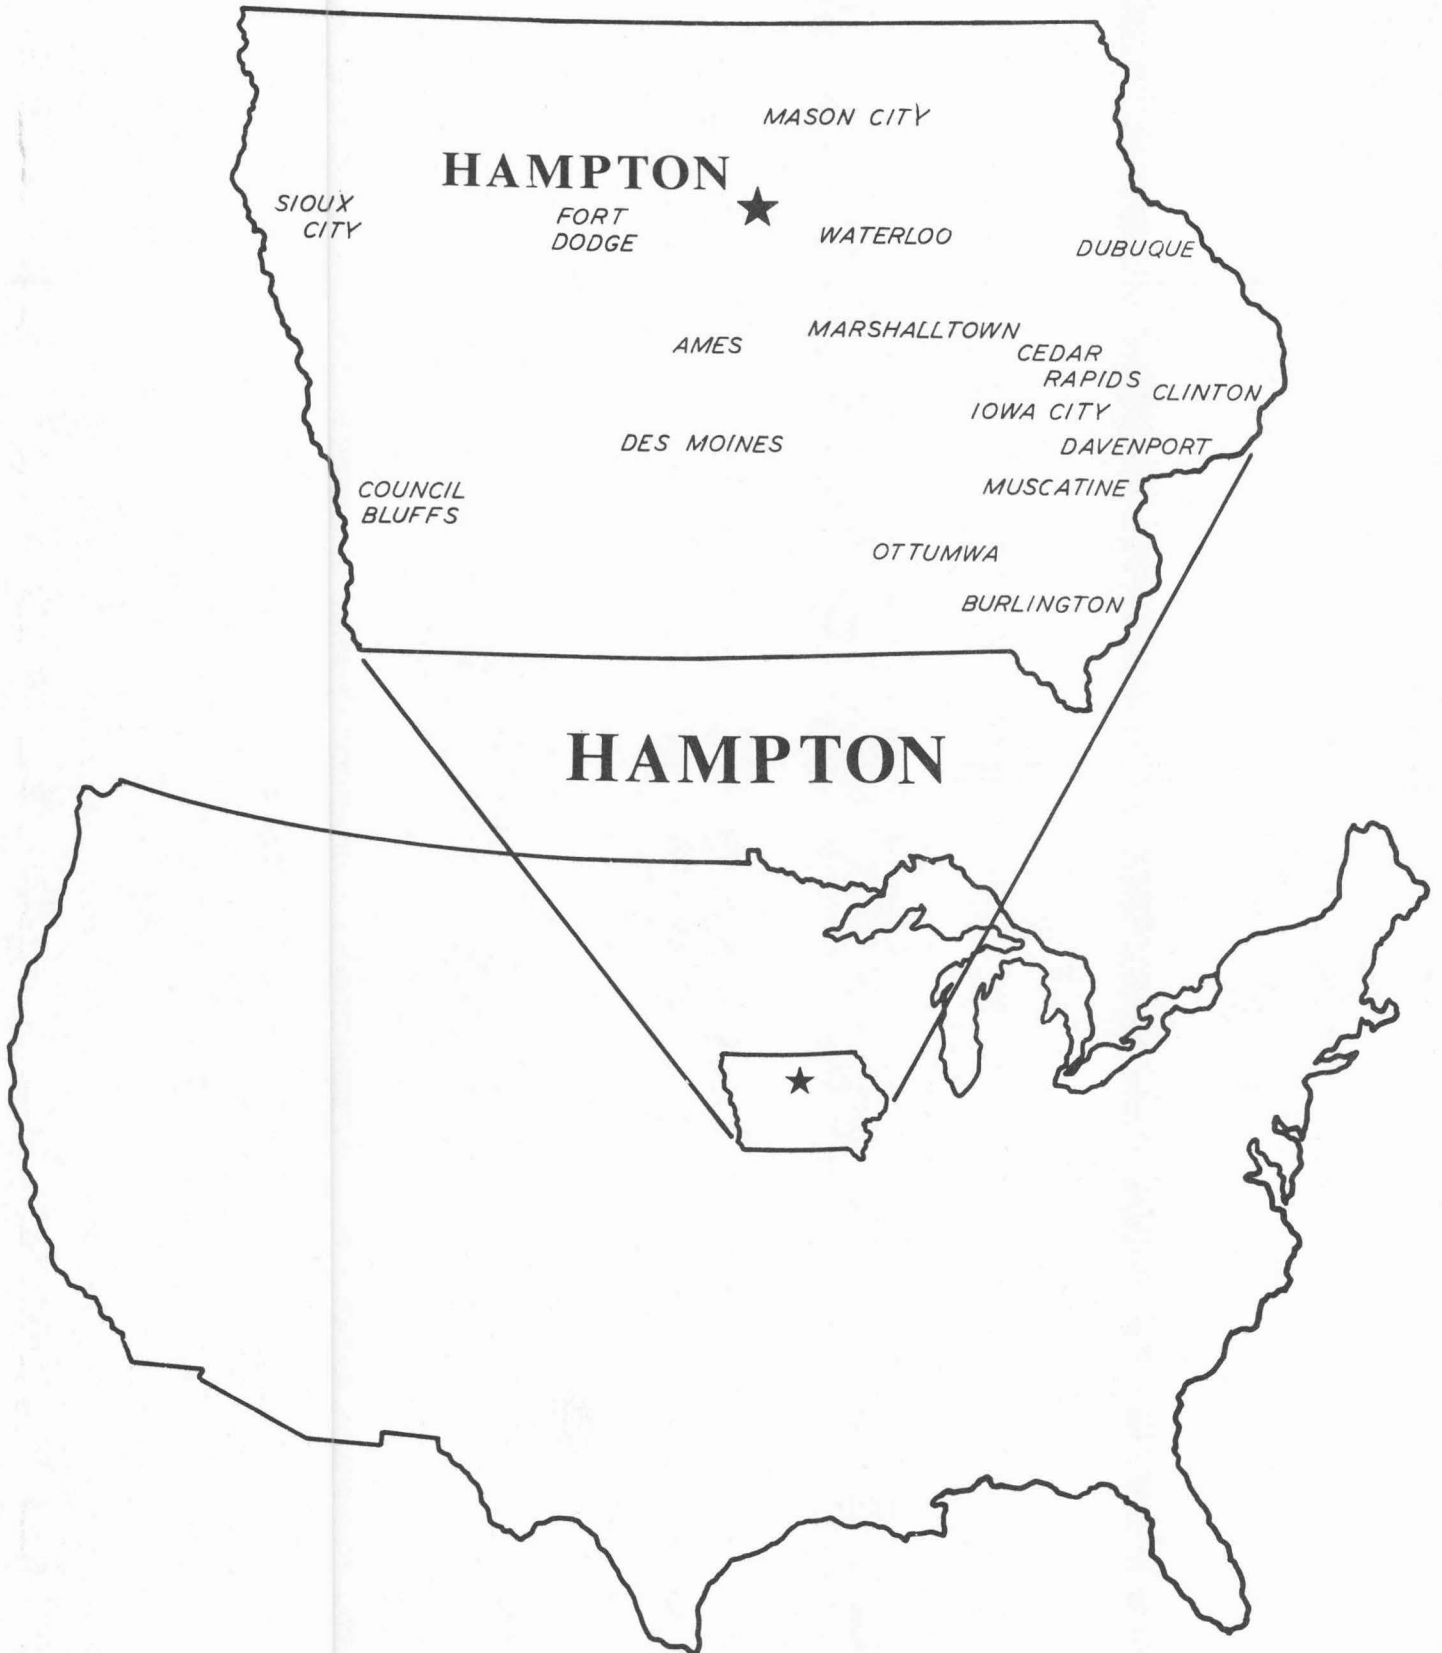 MASON CITY
HAMPTON
SIOUX
CITY
FORT
DODGE
WATERLOO
DUBUQUE
AMES
MARSHALLTOWN
CEDAR
RAPIDS
CLINTON
IOWA CITY
DES MOINES
DAVENPORT
COUNCIL
BLUFFS
MUSCATINE
OTTUMWA
BURLINGTON
HAMPTON